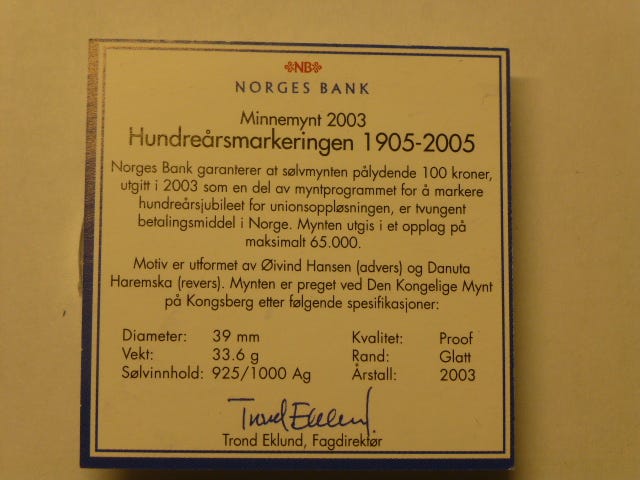 NB
NORGES BANK
Minnemynt 2003
Hundreårsmarkeringen 1905-2005
Norges Bank garanterer at sølvmynten pålydende 100 kroner,
utgitt i 2003 som en del av myntprogrammet for å markere
hundreårsjubileet for unionsoppløsningen, er tvungent
betalingsmiddel i Norge. Mynten utgis i et opplag på
maksimalt 65.000.
Motiv er utformet av Øivind Hansen (advers) og Danuta
Haremska (revers). Mynten er preget ved Den Kongelige Mynt
på Kongsberg etter følgende spesifikasjoner:
Diameter: 39 mm Kvalitet: Proof
Vekt: 33.6 g Rand: Glatt
Sølvinnhold: 925/1000 Ag Årstall: 2003
Trond Eklund
Trond Eklund, Fagdirektør